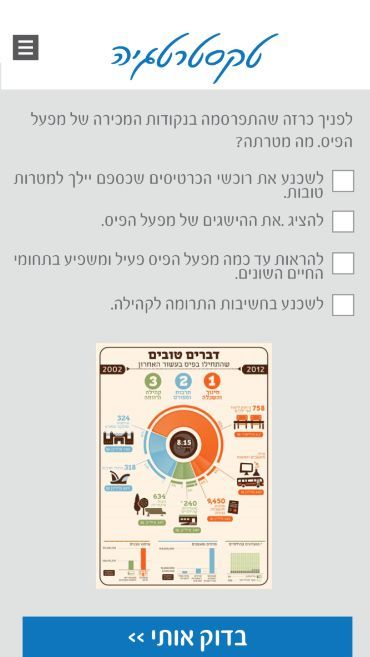 טקסטרטגיה
לפניך כרזה שהתפרסמה בנקודות המכירה של מפעל
הפיס. מה מטרתה?
לשכנע את רוכשי הכרטיסים שכספם יילך למטרות
טובות.
להציג .את ההישגים של מפעל הפיס.
להראות עד כמה מפעל הפיס פעיל ומשפיע בתחומי
החיים השונים.
לשכנע בחשיבות התרומה לקהילה.
דברים טובים
שהתחילו בפיס בעשור האחרון
2002
2012
3
2
1
קהילה
תרבות
חינוך
324
758
8.15
318
634
240
9,450
בדוק אותי >>